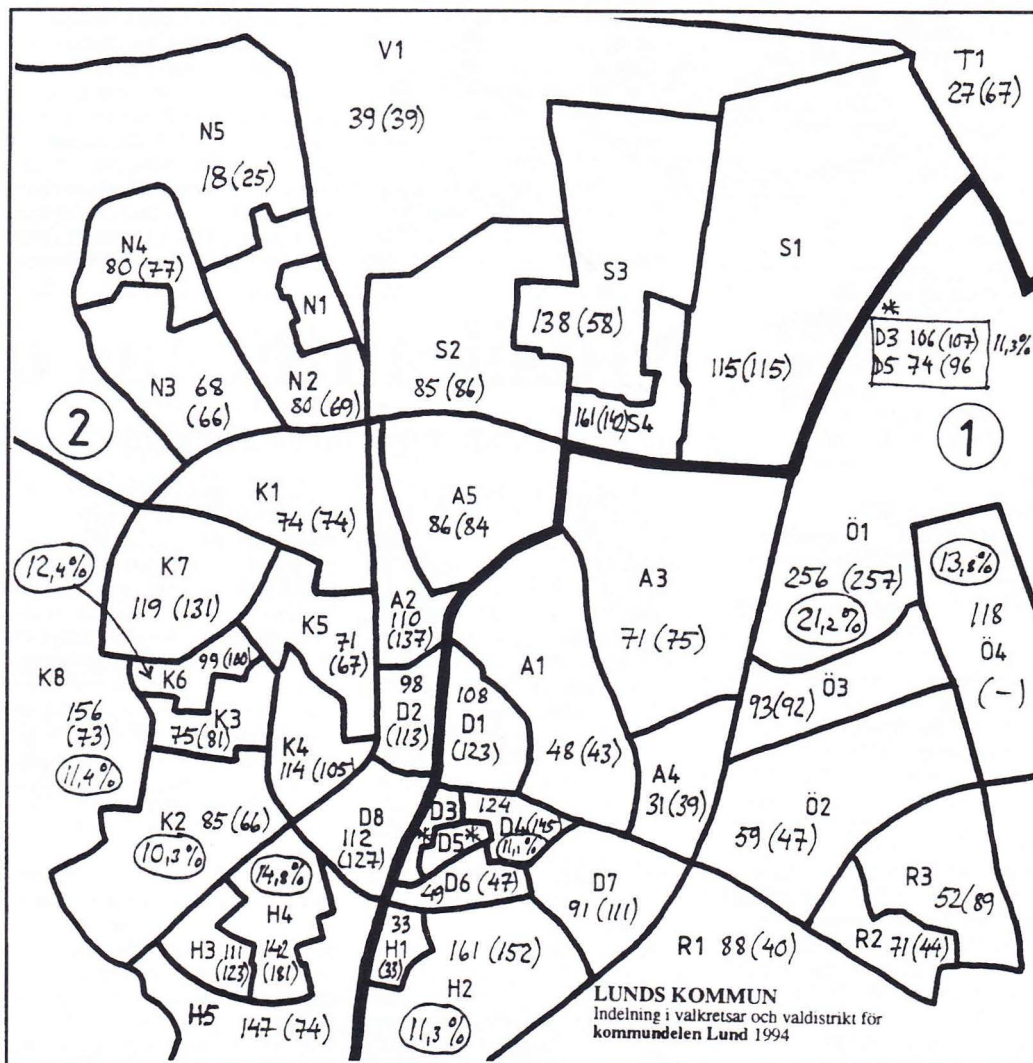 V1
39 (39)
T1
27 (67)
N5
18 (25)
N4
80 (77)
N1
S3
138 (58)
S1
115 (115)
*
D3 106 (107)
D5 74 (96
11,3%
S2
85 (86)
N3 68
(66)
N2
80 (69)
161 (142) S4
2
1
K1
74 (74)
A5
86 (84
A3
71 (75)
Ö1
256 (257)
21,2%
13,8%
118
Ö4
(-)
12,4%
K7
119 (131)
K5
71
(67)
A2
110
(137)
A1
48 (43)
99 (100)
K6
K8
156
(73)
11,4%
K3
75 (81)
98
D2
(113)
108
D1
(123)
Ö3
93 (92)
K4
114 (105)
A4
31 (39)
Ö2
59 (47)
K2 85 (66)
10,3%
D8
112
(127)
D3
124
D4 (145)
11,1%
* D5 *
D6 (47)
49
D7
91 (111)
R3
52 (89
R2 71 (44)
R1 88 (40)
14,8%
H4
142
(181)
H3 111
(123)
33
H1
(33)
161 (152)
H2
11,3%
H5
147 (74)
LUNDS KOMMUN
Indelning i valkretsar och valdistrikt för
kommundelen Lund 1994